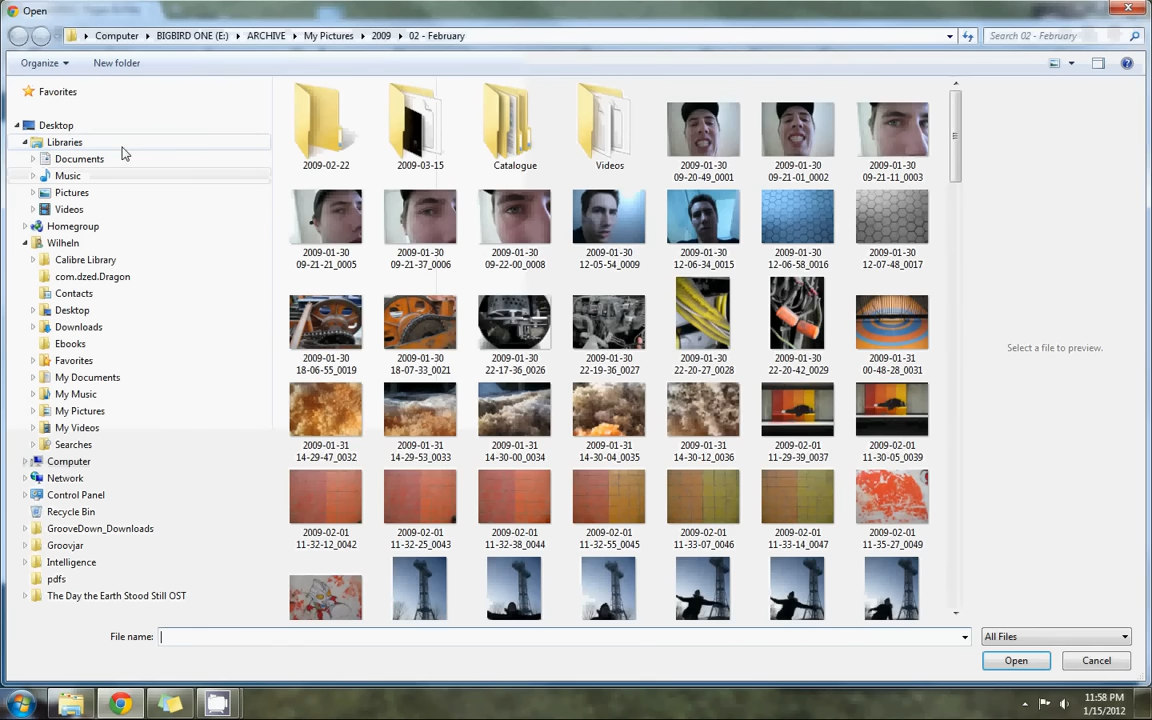 Open
Computer
BIGBIRD ONE (E:)
ARCHIVE
My Pictures
2009
02 - February
Search 02 - February
Organize
New folder
Favorites
Desktop
Libraries
Documents
Music
Pictures
Videos
Homegroup
Wilheln
Calibre Library
com.dzed.Dragon
Contacts
Desktop
Downloads
Ebooks
Favorites
My Documents
My Music
My Pictures
My Videos
Searches
Computer
Network
Control Panel
Recycle Bin
GrooveDown_Downloads
Groovjar
Intelligence
pdfs
The Day the Earth Stood Still OST
2009-02-22
2009-03-15
Catalogue
Videos
2009-01-30
09-20-49_0001
2009-01-30
09-21-01_0002
2009-01-30
09-21-11_0003
2009-01-30
09-21-21_0005
2009-01-30
09-21-37_0006
2009-01-30
09-22-00_0008
2009-01-30
12-05-54_0009
2009-01-30
12-06-34_0015
2009-01-30
12-06-58_0016
2009-01-30
12-07-48_0017
2009-01-30
18-06-55_0019
2009-01-30
18-07-33_0021
2009-01-30
22-17-36_0026
2009-01-30
22-19-36_0027
2009-01-30
22-20-27_0028
2009-01-30
22-20-42_0029
2009-01-31
00-48-28_0031
2009-01-31
14-29-47_0032
2009-01-31
14-29-53_0033
2009-01-31
14-30-00_0034
2009-01-31
14-30-04_0035
2009-01-31
14-30-12_0036
2009-02-01
11-29-39_0037
2009-02-01
11-30-05_0039
2009-02-01
11-32-12_0042
2009-02-01
11-32-25_0043
2009-02-01
11-32-38_0044
2009-02-01
11-32-55_0045
2009-02-01
11-33-07_0046
2009-02-01
11-33-14_0047
2009-02-01
11-35-27_0049
Select a file to preview.
File name:
All Files
Open
Cancel
11:58 PM
1/15/2012